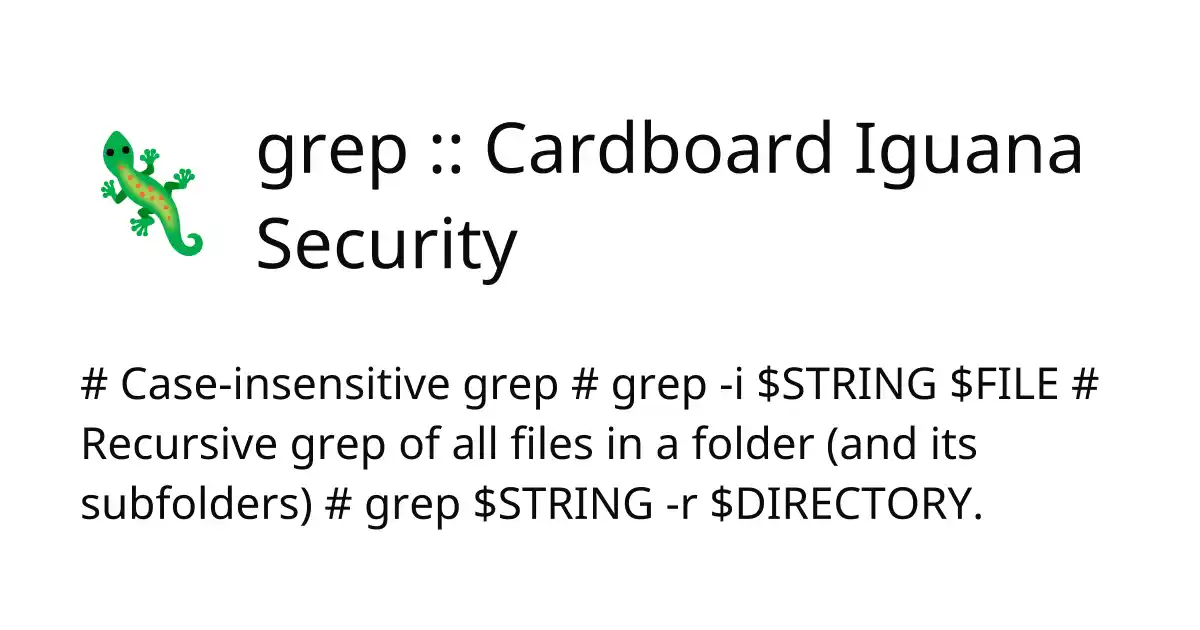 grep :: Cardboard Iguana
Security
# Case-insensitive grep # grep -i $STRING $FILE #
Recursive grep of all files in a folder (and its
subfolders) # grep $STRING -r $DIRECTORY.